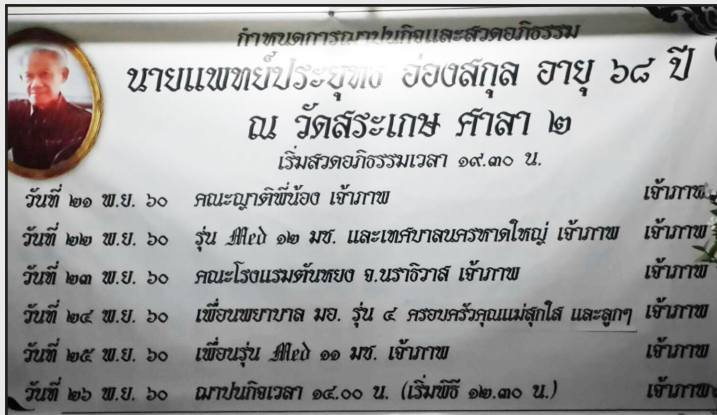 กำหนดการฌาปนกิจและสวดอภิธรรม
นายแพทย์ประยุทธ อ่องสกุล อายุ ๖๘ ปี
ณ วัดสระเกษ ศาลา ๒
เริ่มสวดอภิธรรมเวลา ๑๙.๓๐ น.
วันที่ ๒๑ พ.ย. ๖๐ คณะญาติพี่น้อง เจ้าภาพ เจ้าภาพ
วันที่ ๒๒ พ.ย. ๖๐ รุ่น Med ๑๒ มช. และเทศบาลนครหาดใหญ่ เจ้าภาพ เจ้าภาพ
วันที่ ๒๓ พ.ย. ๖๐ คณะโรงแรมตันหยง จ.นราธิวาส เจ้าภาพ เจ้าภาพ
วันที่ ๒๔ พ.ย. ๖๐ เพื่อนพยาบาล มอ. รุ่น ๔ ครอบครัวคุณแม่สุกใส และลูกๆ เจ้าภาพ
วันที่ ๒๕ พ.ย. ๖๐ เพื่อนรุ่น Med ๑๑ มช. เจ้าภาพ เจ้าภาพ
วันที่ ๒๖ พ.ย. ๖๐ ฌาปนกิจเวลา ๑๔.๐๐ น. (เริ่มพิธี ๑๒.๓๐ น.) เจ้าภาพ